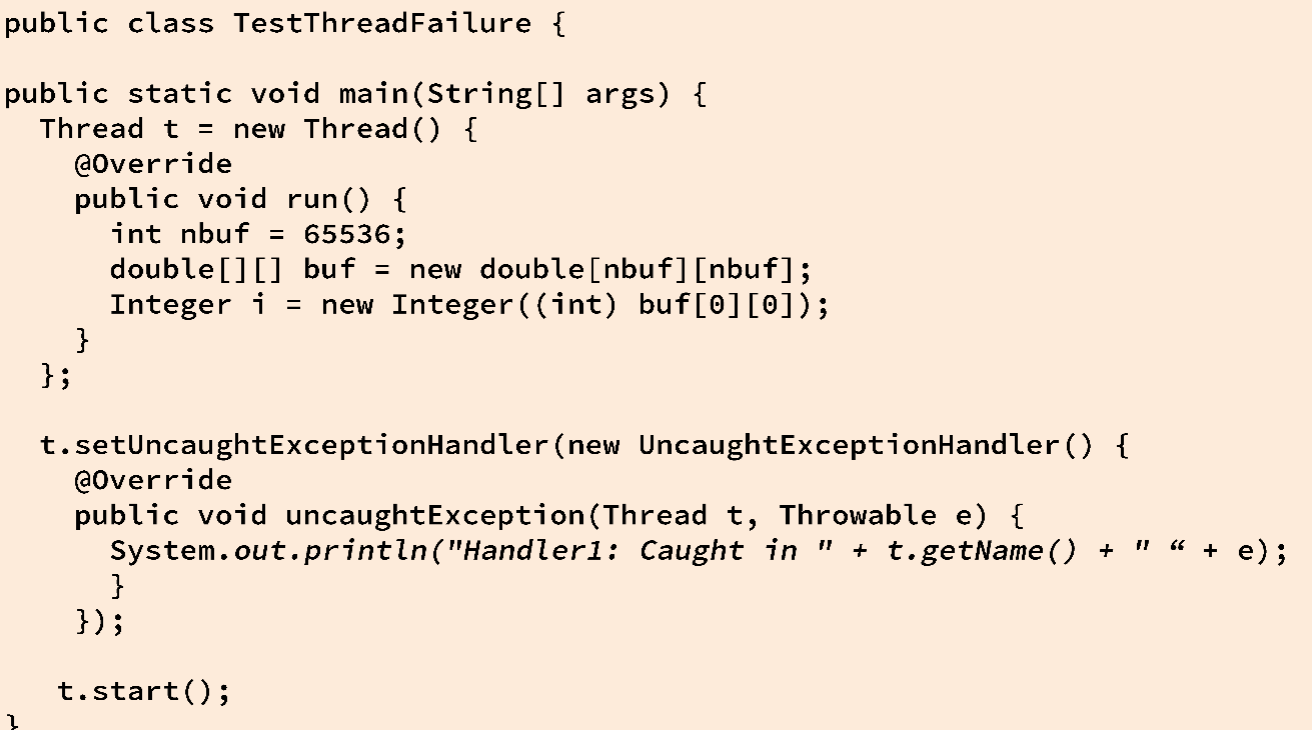 public class TestThreadFailure {
public static void main(String[] args) {
Thread t = new Thread() {
@Override
public void run() {
int nbuf = 65536;
double[][] buf = new double[nbuf][nbuf];
Integer i = new Integer((int) buf[0][0]);
}
};
t.setUncaughtExceptionHandler(new UncaughtExceptionHandler() {
@Override
public void uncaughtException(Thread t, Throwable e) {
System.out.println("Handler1: Caught in " + t.getName() + " “ + e);
}
});
t.start();
}